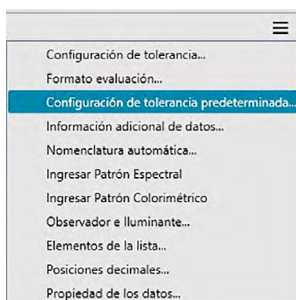 Configuración de tolerancia...
Formato evaluación...
Configuración de tolerancia predeterminada...
Información adicional de datos...
Nomenclatura automática...
Ingresar Patrón Espectral
Ingresar Patrón Colorimétrico
Observador e Iluminante...
Elementos de la lista...
Posiciones decimales...
Propiedad de los datos...